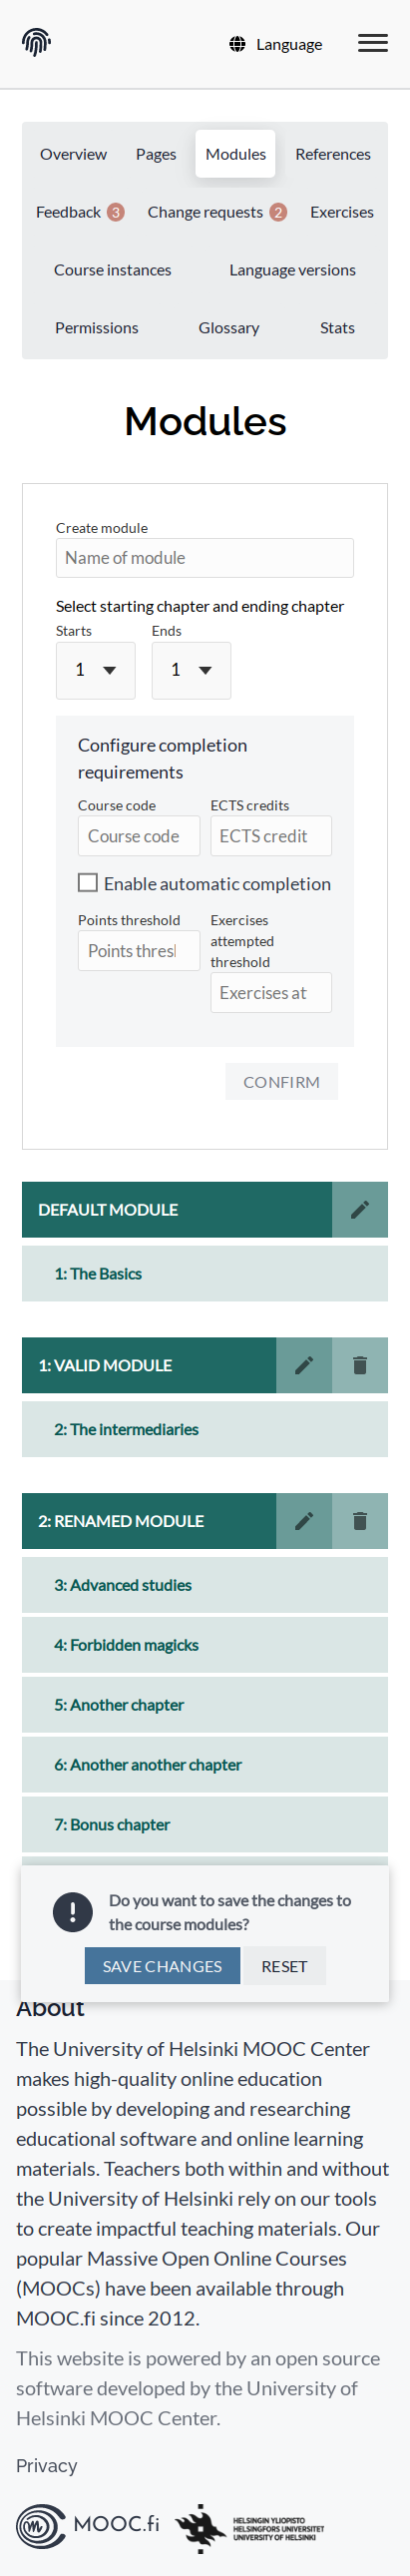 Language
Overview Pages Modules References
Feedback 3 Change requests 2 Exercises
Course instances Language versions
Permissions Glossary Stats
Modules
Create module
Name of module
Select starting chapter and ending chapter
Starts Ends
1 1
Configure completion
requirements
Course code ECTS credits
Course code ECTS credit
Enable automatic completion
Points threshold Exercises
attempted
threshold
Points thresh
Exercises at
CONFIRM
DEFAULT MODULE
1: The Basics
1: VALID MODULE
2: The intermediaries
2: RENAMED MODULE
3: Advanced studies
4: Forbidden magicks
5: Another chapter
6: Another another chapter
7: Bonus chapter
Do you want to save the changes to
the course modules?
SAVE CHANGES RESET
About
The University of Helsinki MOOC Center
makes high-quality online education
possible by developing and researching
educational software and online learning
materials. Teachers both within and without
the University of Helsinki rely on our tools
to create impactful teaching materials. Our
popular Massive Open Online Courses
(MOOCs) have been available through
MOOC.fi since 2012.
This website is powered by an open source
software developed by the University of
Helsinki MOOC Center.
Privacy
MOOC.fi
HELSINGIN YLIOPISTO
HELSINGFORS UNIVERSITET
UNIVERSITY OF HELSINKI